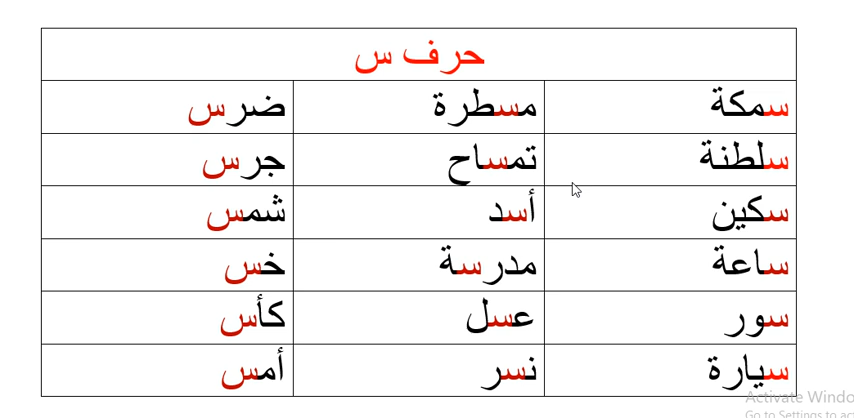 حرف س
سمكة مسطرة ضرس
سلطنة تمساح جرس
سكين أسد شمس
ساعة مدرسة خس
سور عسل كأس
سيارة نسر أمس
Activate Windo
Go to Settings to act